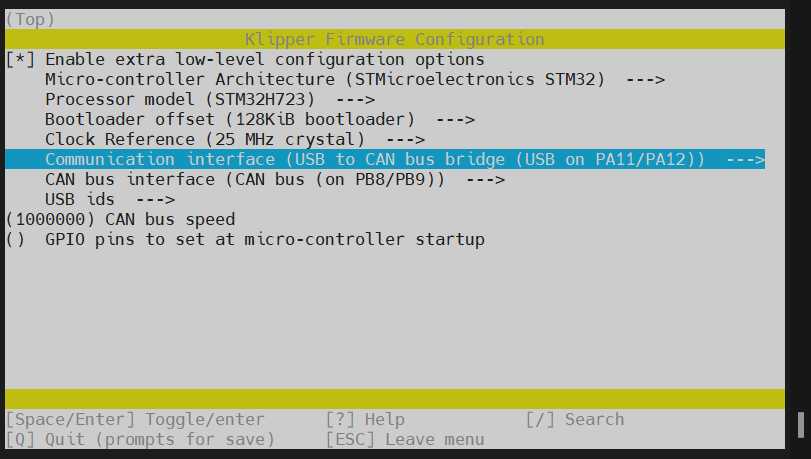 (Top)
Klipper Firmware Configuration
[*] Enable extra low-level configuration options
Micro-controller Architecture (STMicroelectronics STM32)  --->
Processor model (STM32H723)  --->
Bootloader offset (128KiB bootloader)  --->
Clock Reference (25 MHz crystal)  --->
Communication interface (USB to CAN bus bridge (USB on PA11/PA12))  --->
CAN bus interface (CAN bus (on PB8/PB9))  --->
USB ids  --->
(1000000) CAN bus speed
()  GPIO pins to set at micro-controller startup
[Space/Enter] Toggle/enter      [?] Help      [/] Search
[Q] Quit (prompts for save)     [ESC] Leave menu